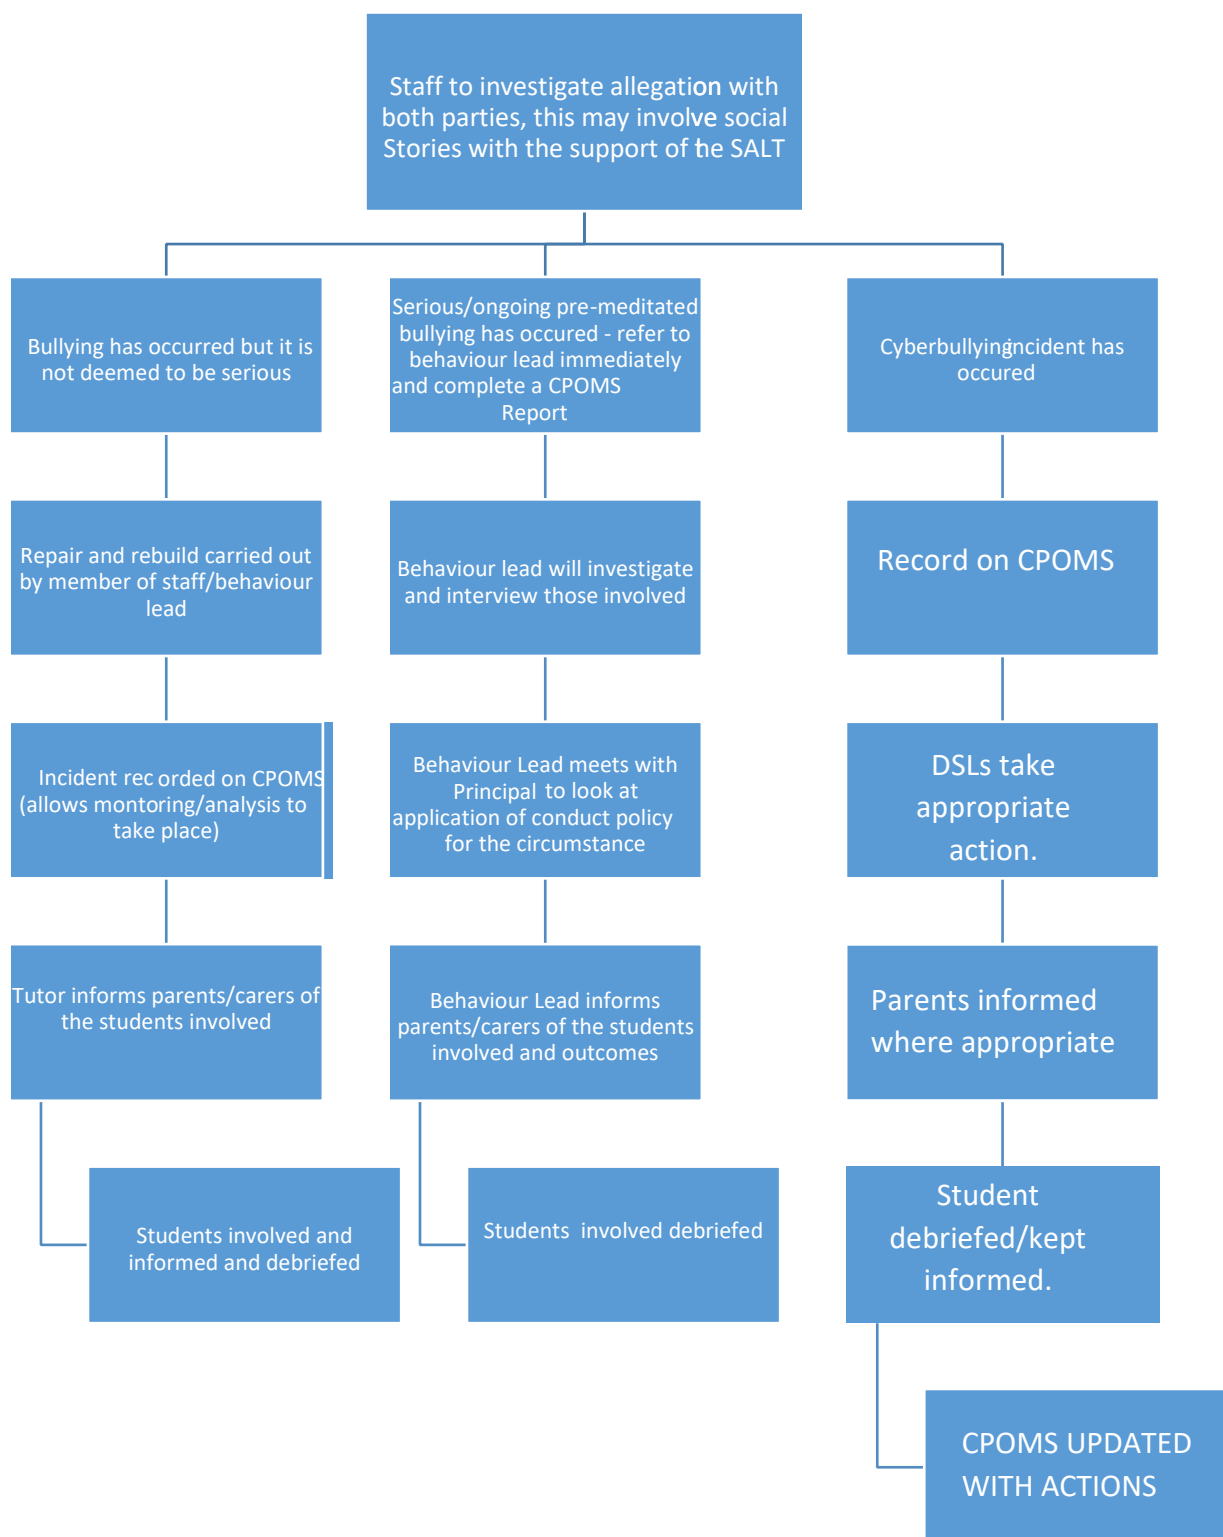 Staff to investigate allegation with
both parties, this may involve social
Stories with the support of the SALT
Bullying has occurred but it is
not deemed to be serious
Serious/ongoing pre-meditated
bullying has occured - refer to
behaviour lead immediately
and complete a CPOMS
Report
Cyberbullying incident has
occured
Repair and rebuild carried out
by member of staff/behaviour
lead
Behaviour lead will investigate
and interview those involved
Record on CPOMS
Incident rec orded on CPOMS
(allows montoring/analysis to
take place)
Behaviour Lead meets with
Principal to look at
application of conduct policy
for the circumstance
DSLs take
appropriate
action.
Tutor informs parents/carers of
the students involved
Behaviour Lead informs
parents/carers of the students
involved and outcomes
Parents informed
where appropriate
Students involved and
informed and debriefed
Students involved debriefed
Student
debriefed/kept
informed.
CPOMS UPDATED
WITH ACTIONS